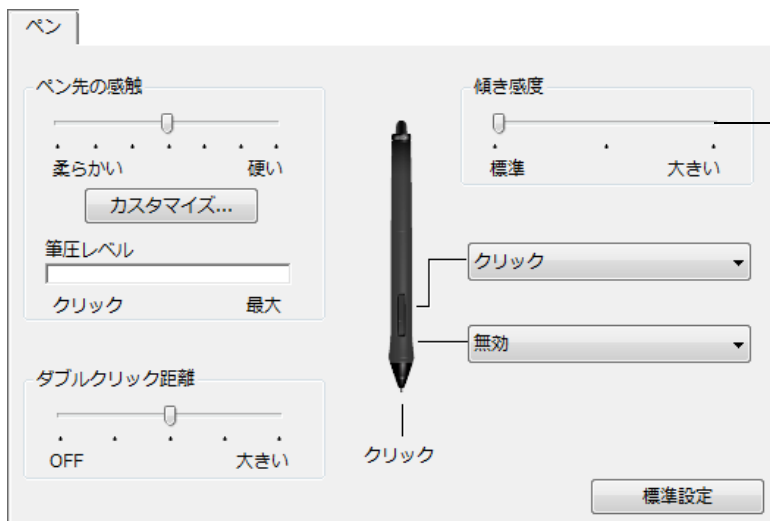 ペン
ペン先の感触
柔らかい 硬い
カスタマイズ...
筆圧レベル
クリック 最大
ダブルクリック距離
OFF 大きい
クリック
傾き感度
標準 大きい
クリック
無効
標準設定